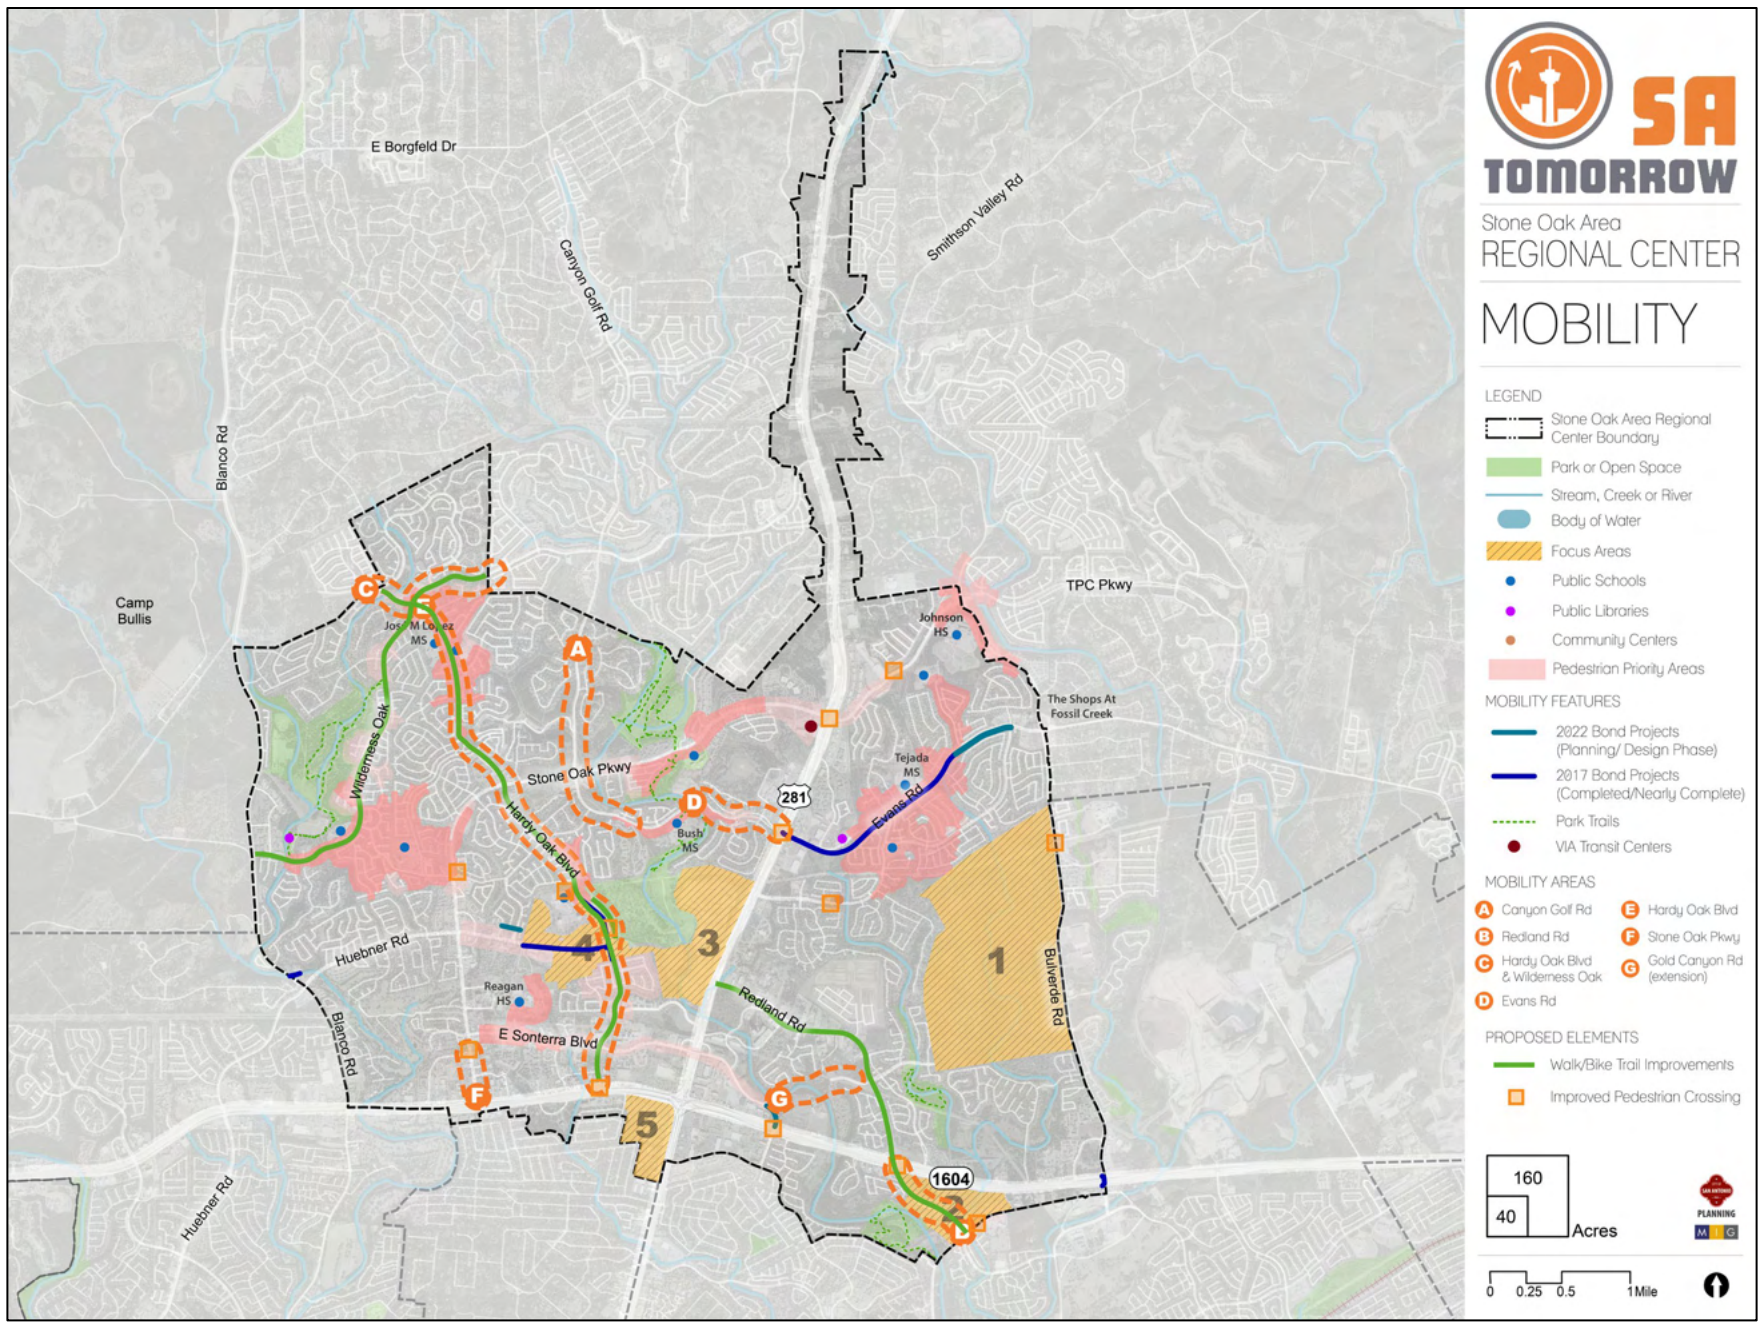 E Borgfeld Dr
Smithson Valley Rd
Canyon Golf Rd
Blanco Rd
Camp
Bullis
TPC Pkwy
C
E
Jose M Lopez
MS
A
Johnson
HS
The Shops At
Fossil Creek
Wilderness Oak
Stone Oak Pkwy
Tejada
MS
281
D
Evans Rd
Hardy Oak Blvd
Bush
MS
Huebner Rd
4
3
1
Bulverde Rd
Reagan
HS
Redland Rd
Blanco Rd
E Sonterra Blvd
F
G
5
1604
2
B
Huebner Rd
SA
TOMORROW
Stone Oak Area
REGIONAL CENTER
MOBILITY
LEGEND
Stone Oak Area Regional
Center Boundary
Park or Open Space
Stream, Creek or River
Body of Water
Focus Areas
Public Schools
Public Libraries
Community Centers
Pedestrian Priority Areas
MOBILITY FEATURES
2022 Bond Projects
(Planning/ Design Phase)
2017 Bond Projects
(Completed/Nearly Complete)
Park Trails
VIA Transit Centers
MOBILITY AREAS
A Canyon Golf Rd
B Redland Rd
C Hardy Oak Blvd
& Wilderness Oak
D Evans Rd
E Hardy Oak Blvd
F Stone Oak Pkwy
G Gold Canyon Rd
(extension)
PROPOSED ELEMENTS
Walk/Bike Trail Improvements
Improved Pedestrian Crossing
160
40
Acres
SAN ANTONIO
PLANNING
M I G
0 0.25 0.5 1 Mile